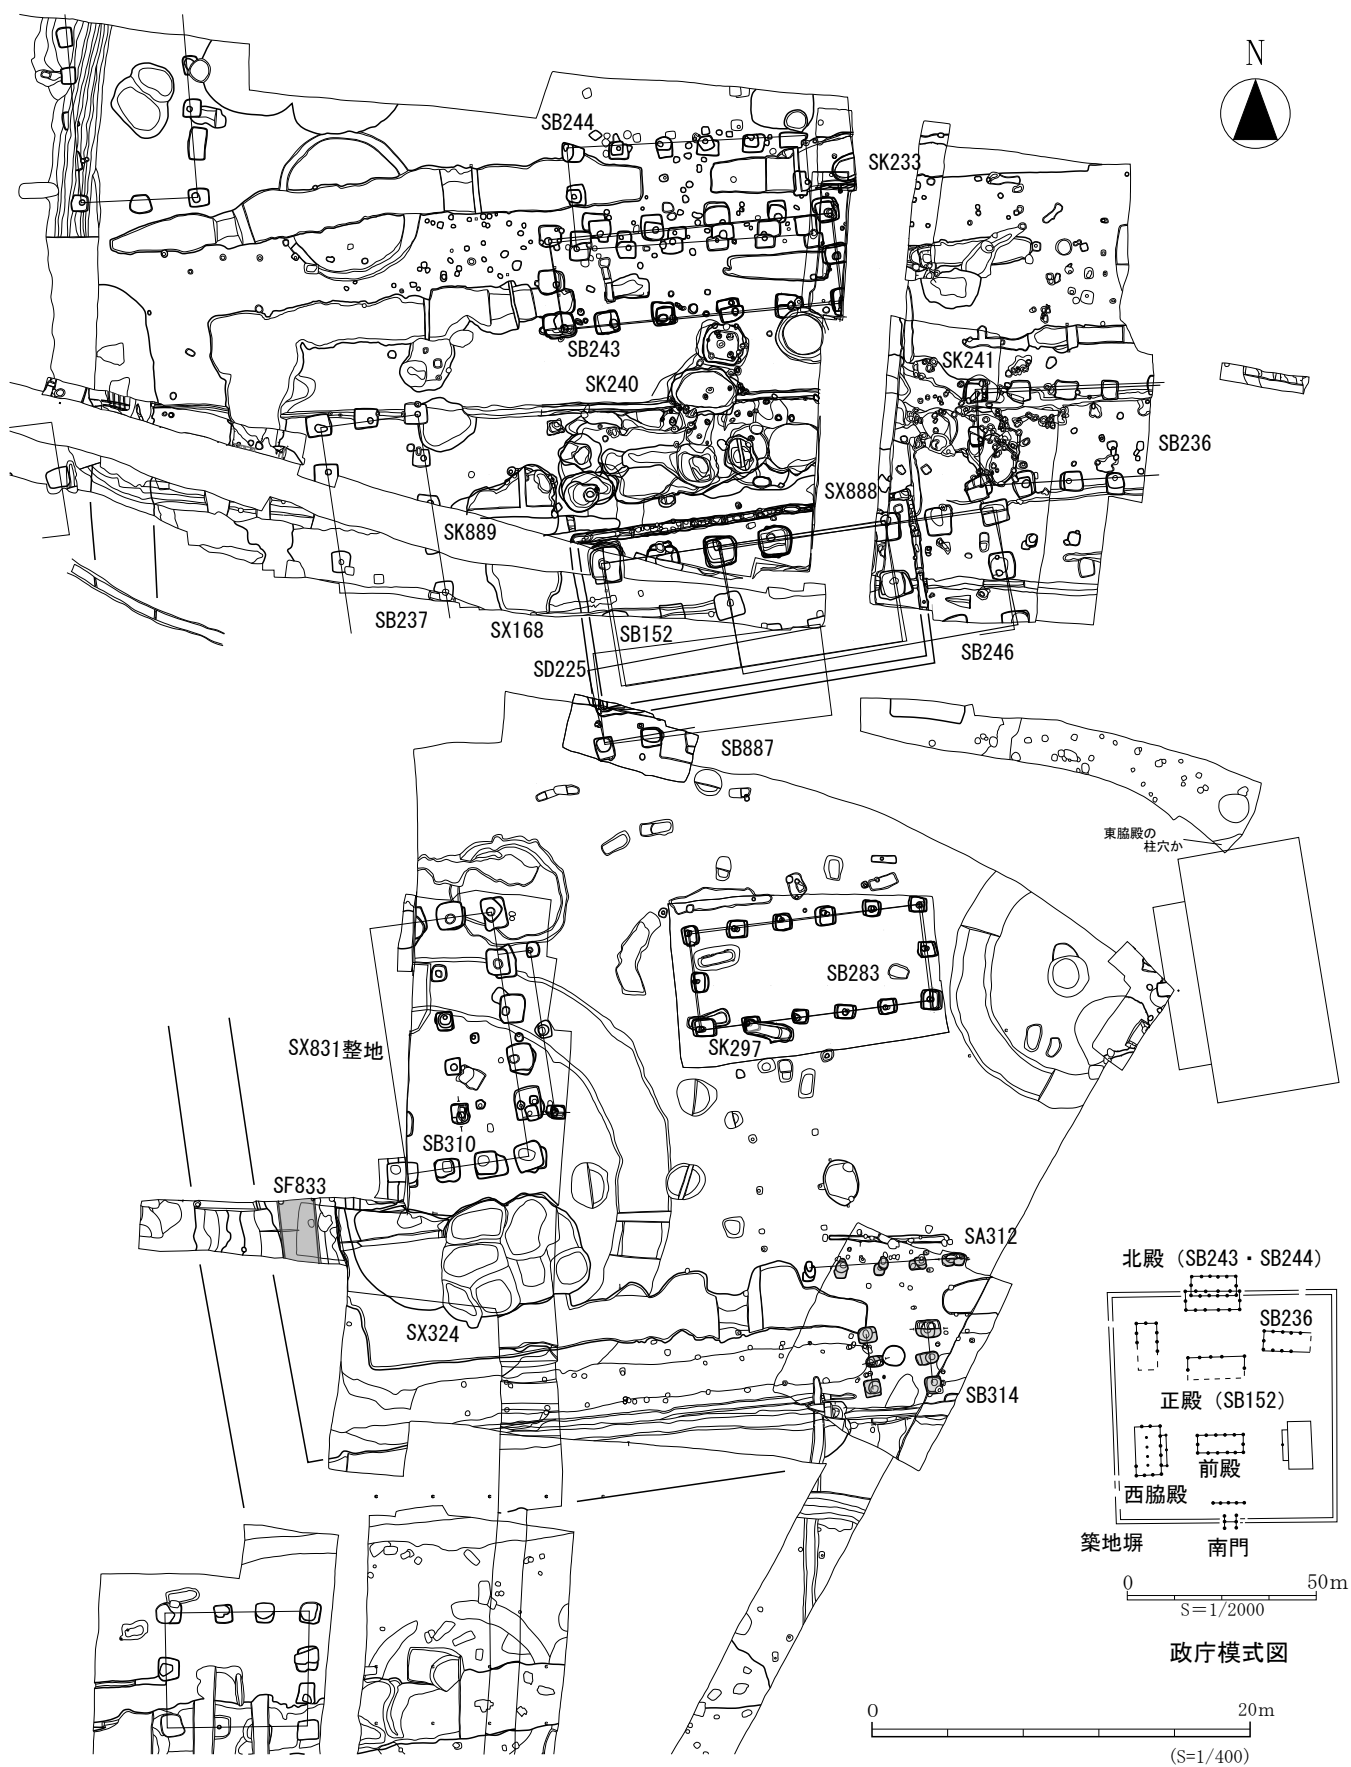 N
SB244
SK233
SB243
SK241
SK240
SB236
SX888
SK889
SB237
SX168
SB152
SB246
SD225
SB887
東脇殿の
柱穴か
SB283
SX831整地
SK297
SB310
SF833
SA312
SX324
SB314
北殿（SB243・SB244）
SB236
正殿（SB152）
前殿
西脇殿
築地塀
南門
0 50m
S=1/2000
政庁模式図
0 20m
(S=1/400)